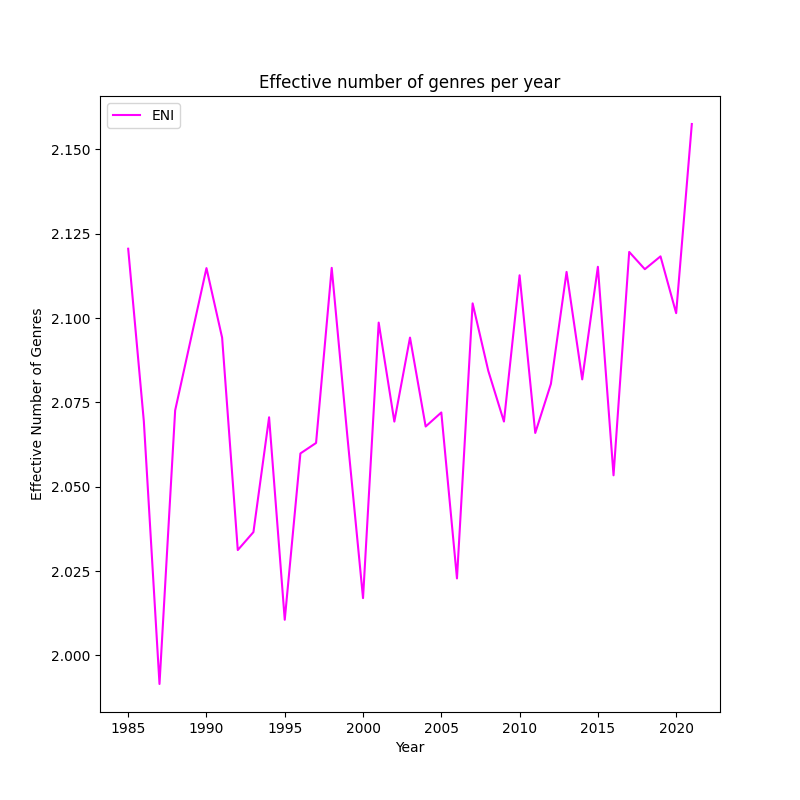 Effective number of genres per year
ENI
2.150
2.125
2.100
2.075
2.050
2.025
2.000
Effective Number of Genres
1985 1990 1995 2000 2005 2010 2015 2020
Year